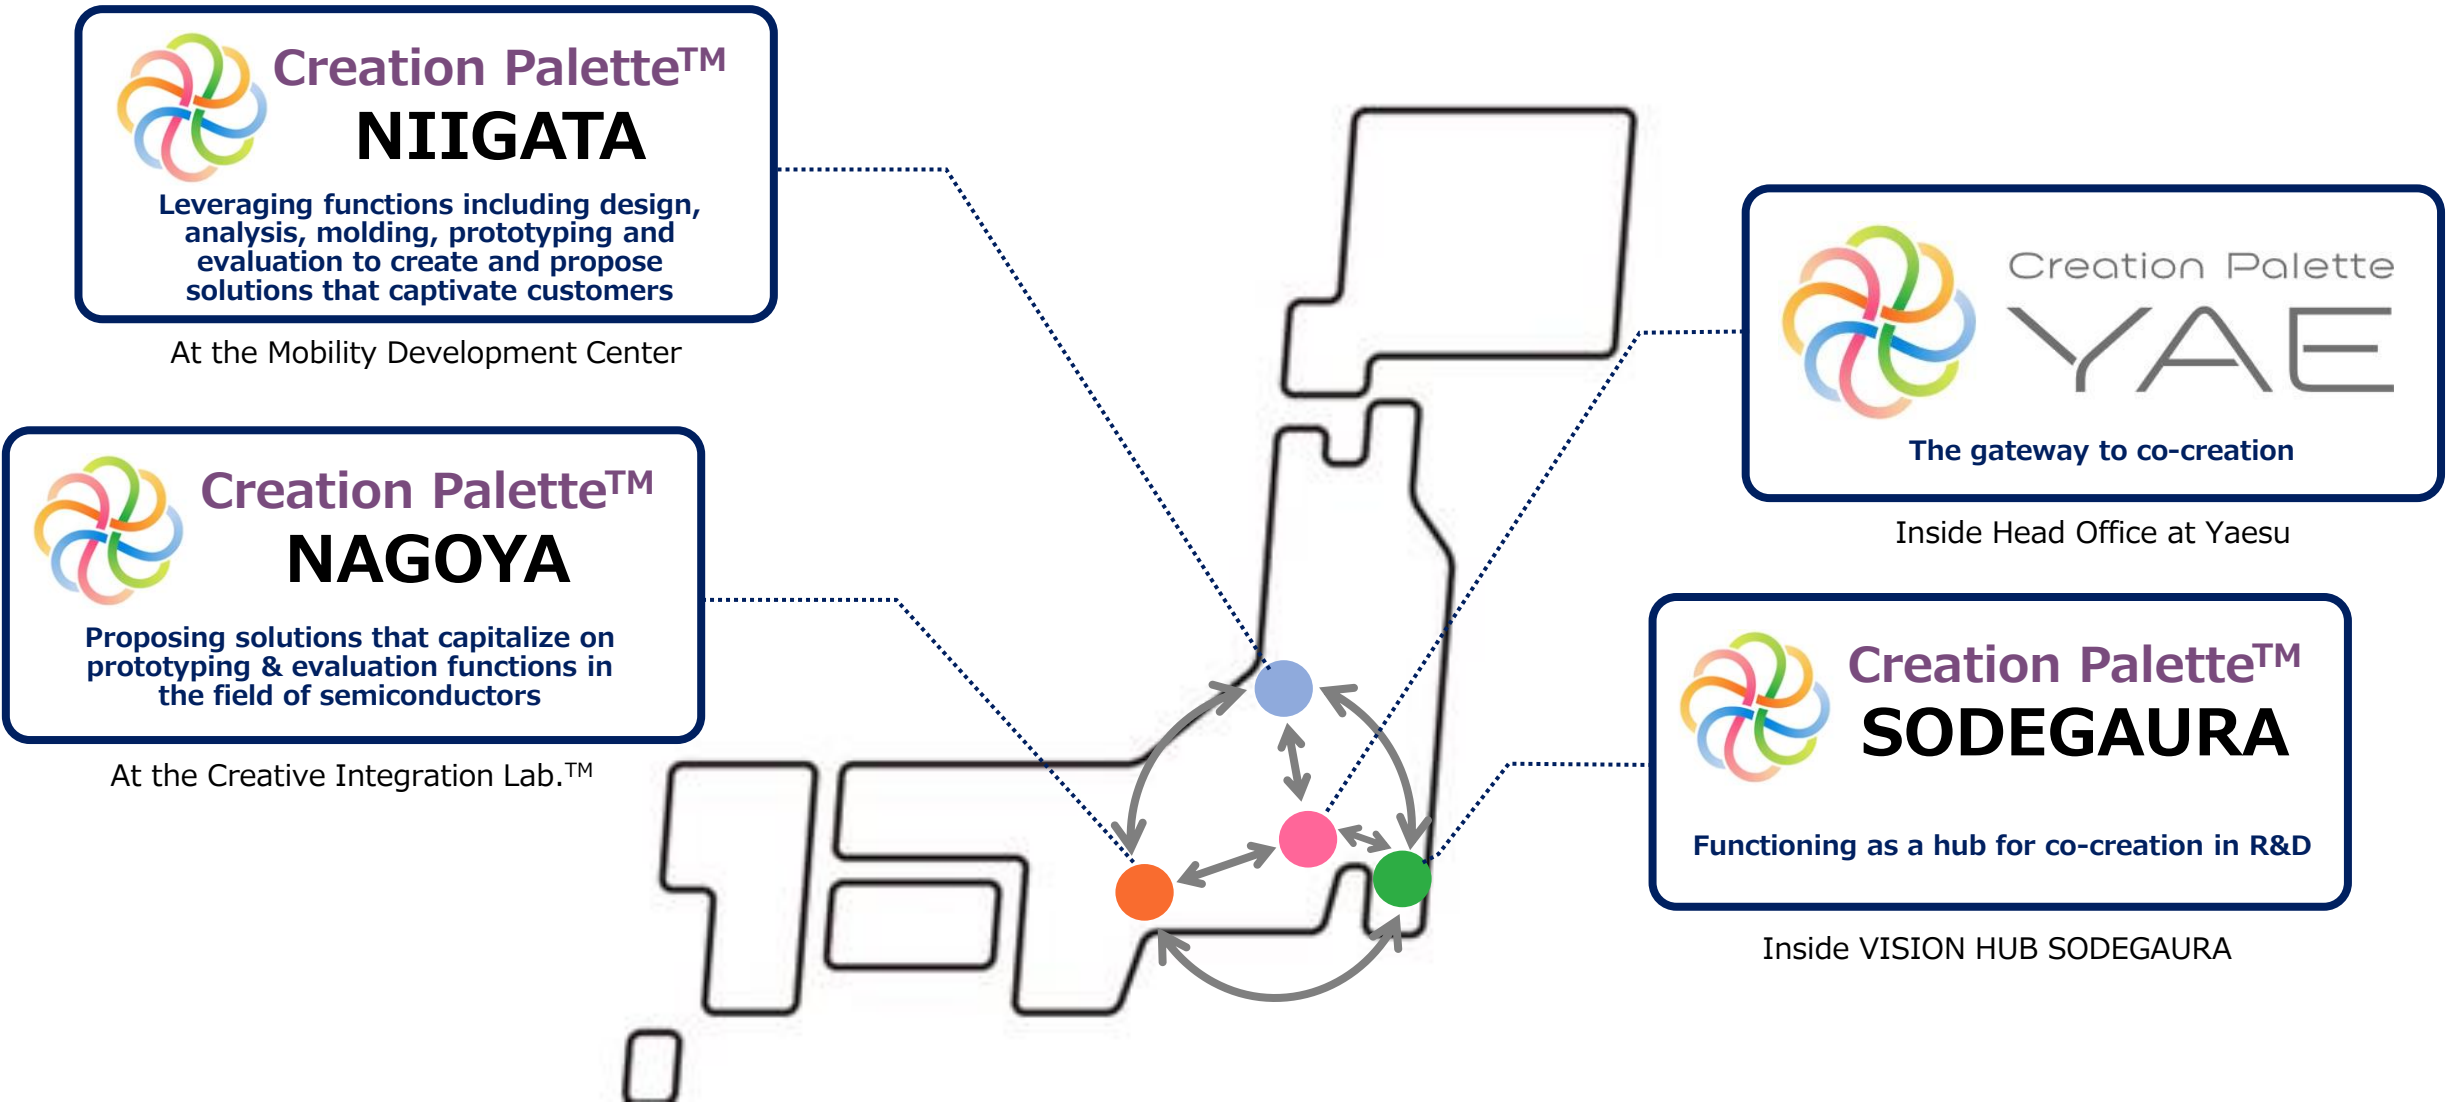 Creation Palette™
NIIGATA
Leveraging functions including design,
analysis, molding, prototyping and
evaluation to create and propose
solutions that captivate customers
At the Mobility Development Center
Creation Palette™
NAGOYA
Proposing solutions that capitalize on
prototyping & evaluation functions in
the field of semiconductors
At the Creative Integration Lab.™
Creation Palette
YAE
The gateway to co-creation
Inside Head Office at Yaesu
Creation Palette™
SODEGAURA
Functioning as a hub for co-creation in R&D
Inside VISION HUB SODEGAURA